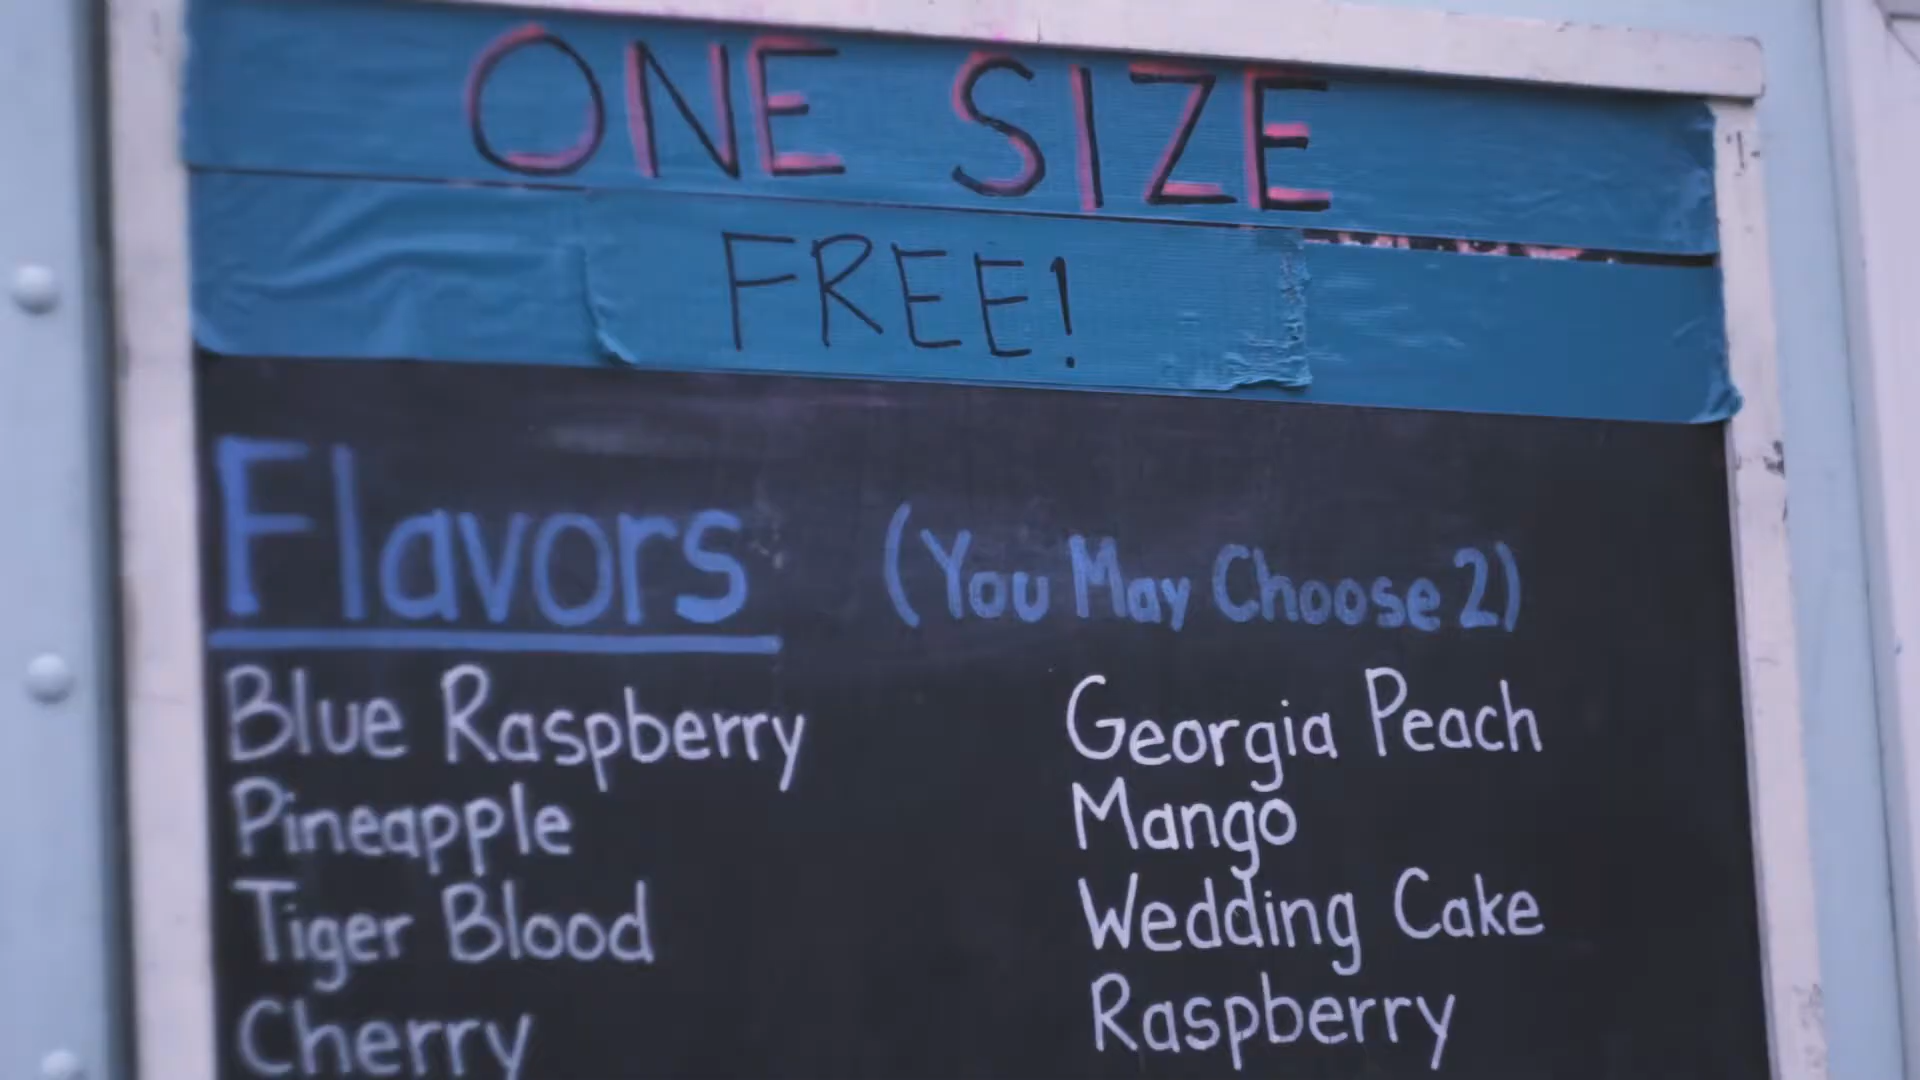 ONE SIZE
FREE!
Flavors (You May Choose 2)
Blue Raspberry
Pineapple
Tiger Blood
Cherry
Georgia Peach
Mango
Wedding Cake
Raspberry